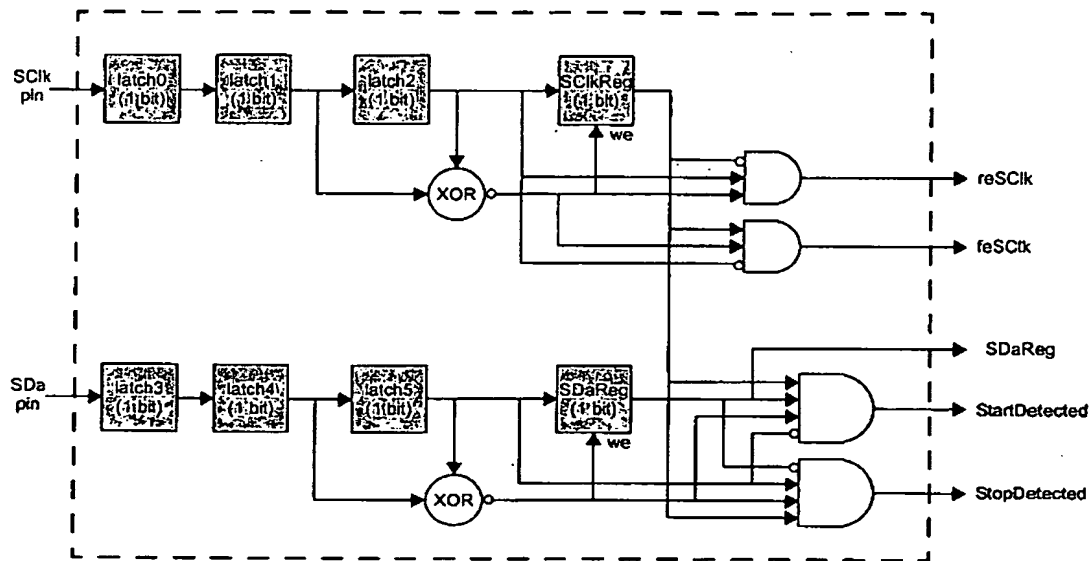 SClk
pin
latch0
(1 bit)
latch1
(1 bit)
latch2
(1 bit)
SClkReg
(1 bit)
we
XOR
reSClk
feSClk
SDa
pin
latch3
(1 bit)
latch4
(1 bit)
latch5
(1 bit)
SDaReg
(1 bit)
we
XOR
SDaReg
StartDetected
StopDetected